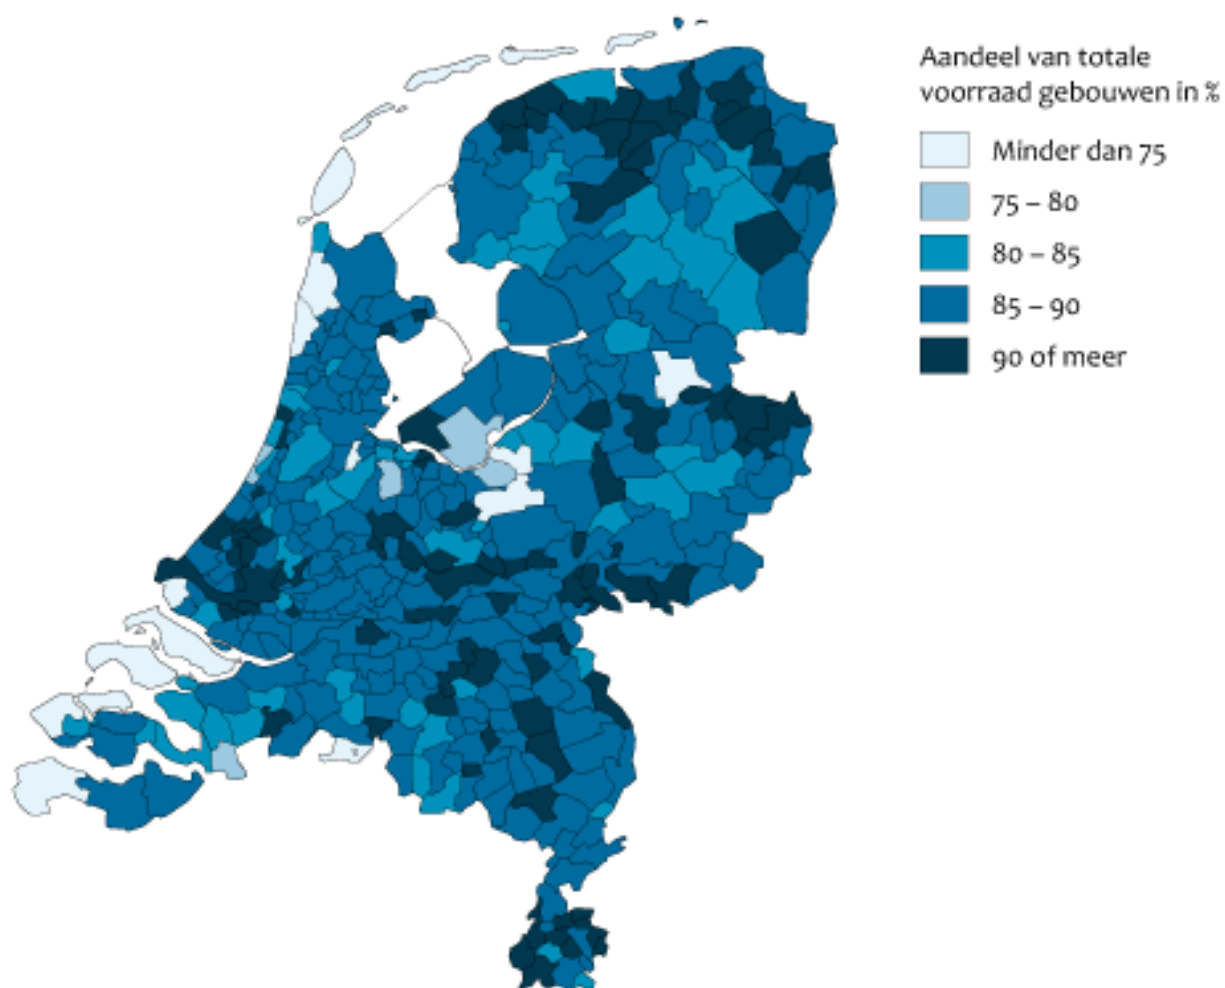 Aandeel van totale
voorraad gebouwen in %
Minder dan 75
75 – 80
80 – 85
85 – 90
90 of meer